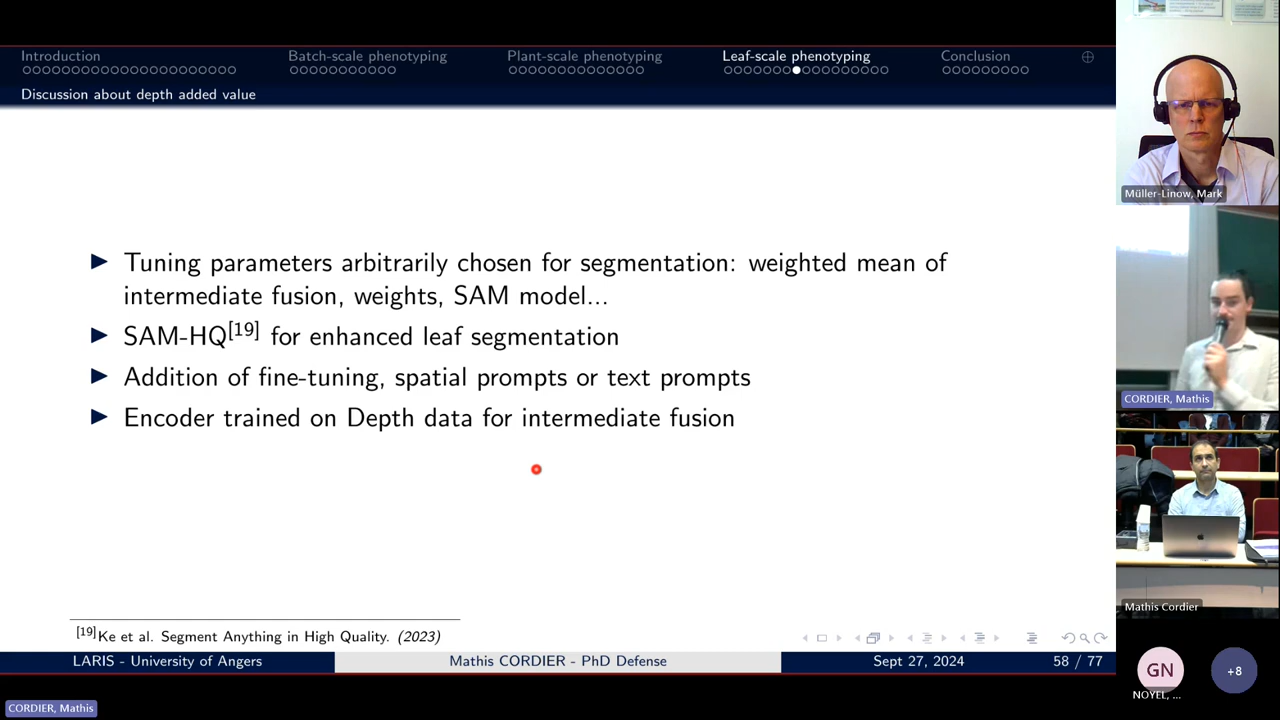 Introduction
Batch-scale phenotyping
Plant-scale phenotyping
Leaf-scale phenotyping
Conclusion
Discussion about depth added value
Tuning parameters arbitrarily chosen for segmentation: weighted mean of
intermediate fusion, weights, SAM model...
SAM-HQ[19] for enhanced leaf segmentation
Addition of fine-tuning, spatial prompts or text prompts
Encoder trained on Depth data for intermediate fusion
[19]Ke et al. Segment Anything in High Quality. (2023)
LARIS - University of Angers
Mathis CORDIER - PhD Defense
Sept 27, 2024
58 / 77
CORDIER, Mathis
Müller-Linow, Mark
CORDIER, Mathis
Mathis Cordier
GN
NOYEL, ...
+8